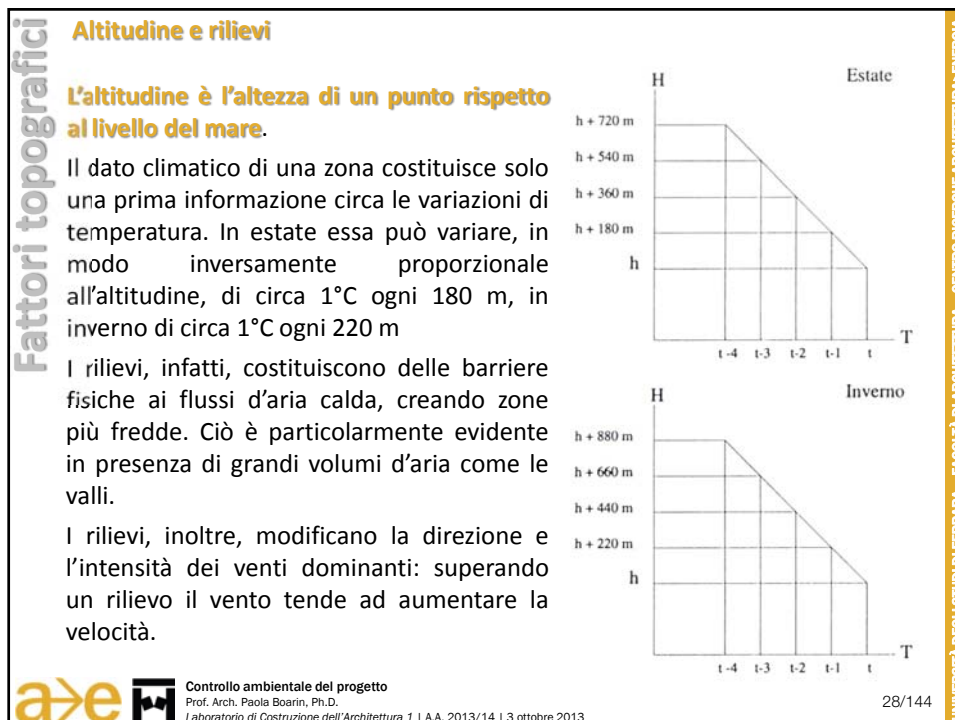 Fattori topografici
Altitudine e rilievi
L'altitudine è l'altezza di un punto rispetto
al livello del mare.
Il dato climatico di una zona costituisce solo
una prima informazione circa le variazioni di
temperatura. In estate essa può variare, in
modo inversamente proporzionale
all'altitudine, di circa 1°C ogni 180 m, in
inverno di circa 1°C ogni 220 m
I rilievi, infatti, costituiscono delle barriere
fisiche ai flussi d'aria calda, creando zone
più fredde. Ciò è particolarmente evidente
in presenza di grandi volumi d'aria come le
valli.
I rilievi, inoltre, modificano la direzione e
l'intensità dei venti dominanti: superando
un rilievo il vento tende ad aumentare la
velocità.
H
Estate
h + 720 m
h + 540 m
h + 360 m
h + 180 m
h
T
t -4 t-3 t-2 t-1 t
H
Inverno
h + 880 m
h + 660 m
h + 440 m
h + 220 m
h
T
t -4 t-3 t-2 t-1 t
a>e
Controllo ambientale del progetto
Prof. Arch. Paola Boarin, Ph.D.
Laboratorio di Costruzione dell'Architettura 1 | A.A. 2013/14 | 3 ottobre 2013
28/144